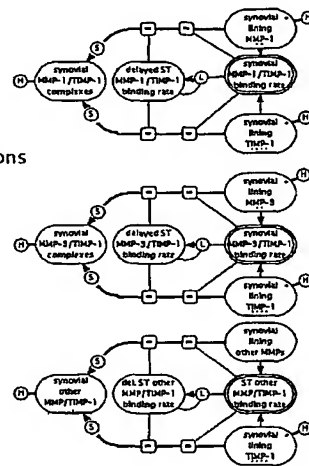 synovial
lining
MMP-1
H
S
synovial
MMP-1/TIMP-1
complexes
H
delayed ST
MMP-1/TIMP-1
binding rate
L
synovial
MMP-1/TIMP-1
binding rate
S
synovial
lining
TIMP-1
H
ons
synovial
lining
MMP-3
H
S
synovial
MMP-3/TIMP-1
complexes
H
delayed ST
MMP-3/TIMP-1
binding rate
L
synovial
MMP-3/TIMP-1
binding rate
S
synovial
lining
TIMP-1
H
synovial
lining
other MMPs
S
synovial
other
MMP/TIMP-1
H
del. ST other
MMP/TIMP-1
binding rate
L
ST other
MMP/TIMP-1
binding rate
S
synovial
lining
TIMP-1
H